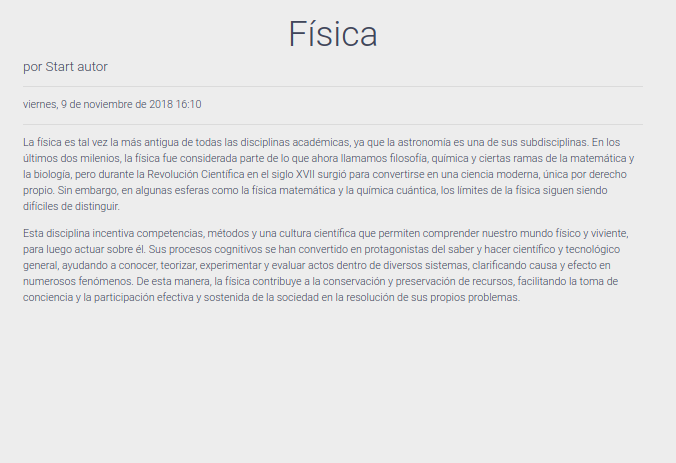 Física
por Start autor
viernes, 9 de noviembre de 2018 16:10
La física es tal vez la más antigua de todas las disciplinas académicas, ya que la astronomía es una de sus subdisciplinas. En los
últimos dos milenios, la física fue considerada parte de lo que ahora llamamos filosofía, química y ciertas ramas de la matemática y
la biología, pero durante la Revolución Científica en el siglo XVII surgió para convertirse en una ciencia moderna, única por derecho
propio. Sin embargo, en algunas esferas como la física matemática y la química cuántica, los límites de la física siguen siendo
difíciles de distinguir.
Esta disciplina incentiva competencias, métodos y una cultura científica que permiten comprender nuestro mundo físico y viviente,
para luego actuar sobre él. Sus procesos cognitivos se han convertido en protagonistas del saber y hacer científico y tecnológico
general, ayudando a conocer, teorizar, experimentar y evaluar actos dentro de diversos sistemas, clarificando causa y efecto en
numerosos fenómenos. De esta manera, la física contribuye a la conservación y preservación de recursos, facilitando la toma de
conciencia y la participación efectiva y sostenida de la sociedad en la resolución de sus propios problemas.